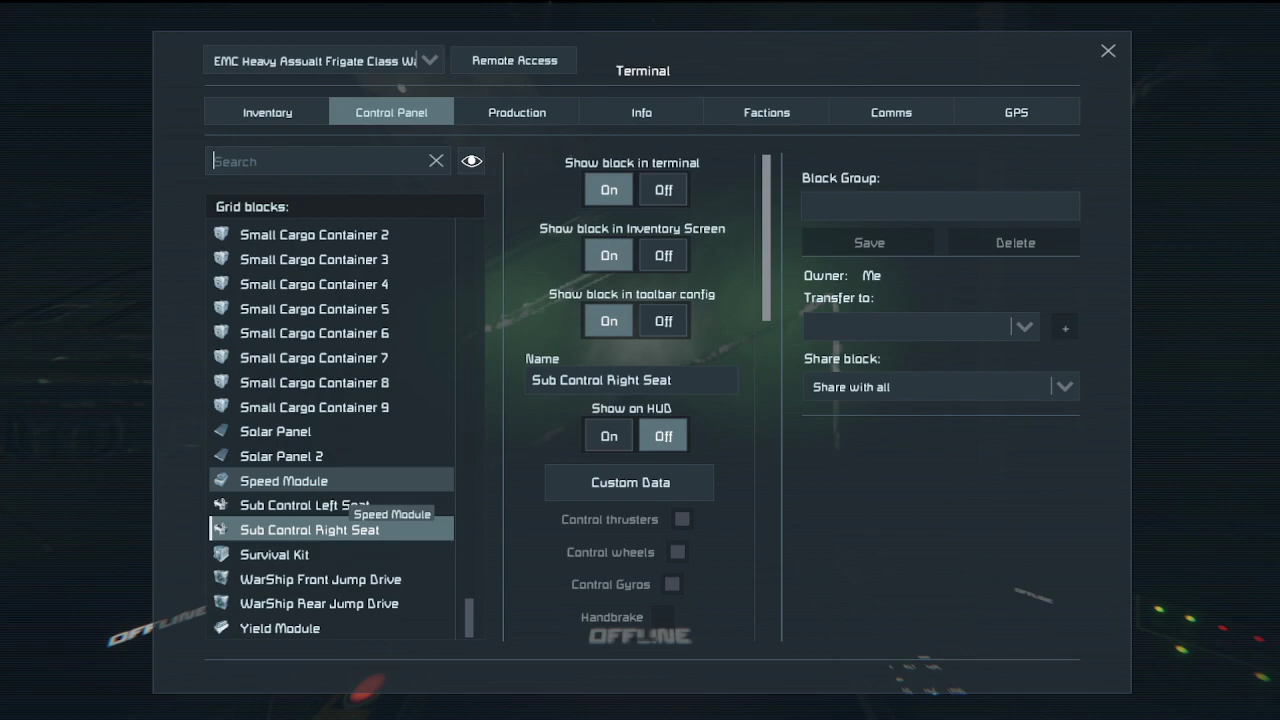 EMC Heavy Assualt Frigate Class Wa
Remote Access
Terminal
Inventory
Control Panel
Production
Info
Factions
Comms
GPS
Search
Grid blocks:
Small Cargo Container 2
Small Cargo Container 3
Small Cargo Container 4
Small Cargo Container 5
Small Cargo Container 6
Small Cargo Container 7
Small Cargo Container 8
Small Cargo Container 9
Solar Panel
Solar Panel 2
Speed Module
Sub Control Left Seat
Speed Module
Sub Control Right Seat
Survival Kit
WarShip Front Jump Drive
WarShip Rear Jump Drive
Yield Module
Show block in terminal
On Off
Show block in Inventory Screen
On Off
Show block in toolbar config
On Off
Name
Sub Control Right Seat
Show on HUD
On Off
Custom Data
Control thrusters
Control wheels
Control Gyros
Handbrake
Block Group:
Save
Delete
Owner: Me
Transfer to:
+
Share block:
Share with all
OFFLINE
OFFLINE